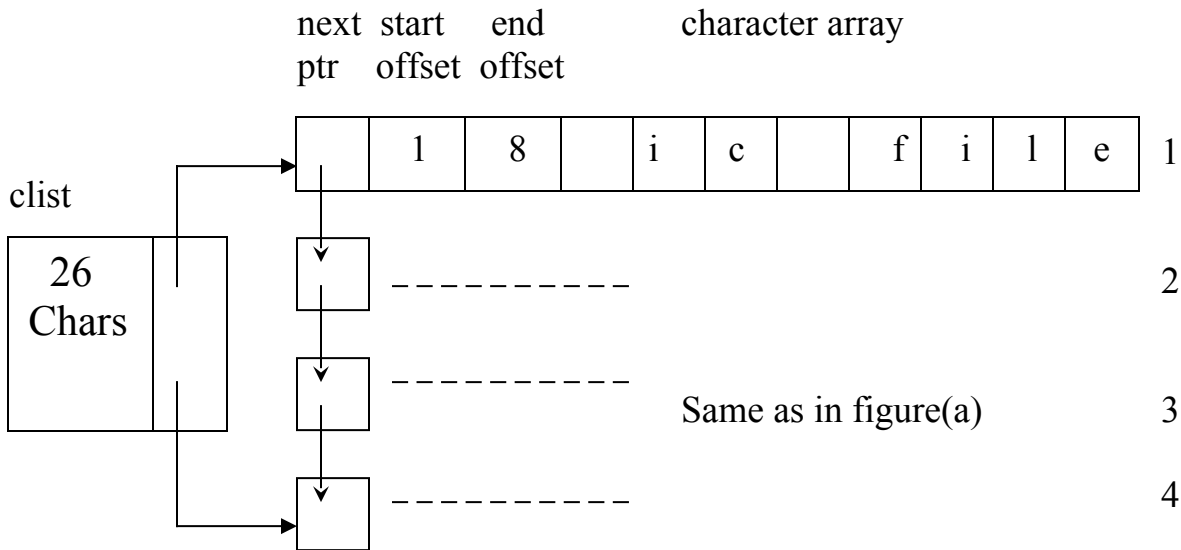 next start end character array
ptr offset offset
1 8 i c f i l e 1
clist
26
Chars
2
Same as in figure(a)
3
4